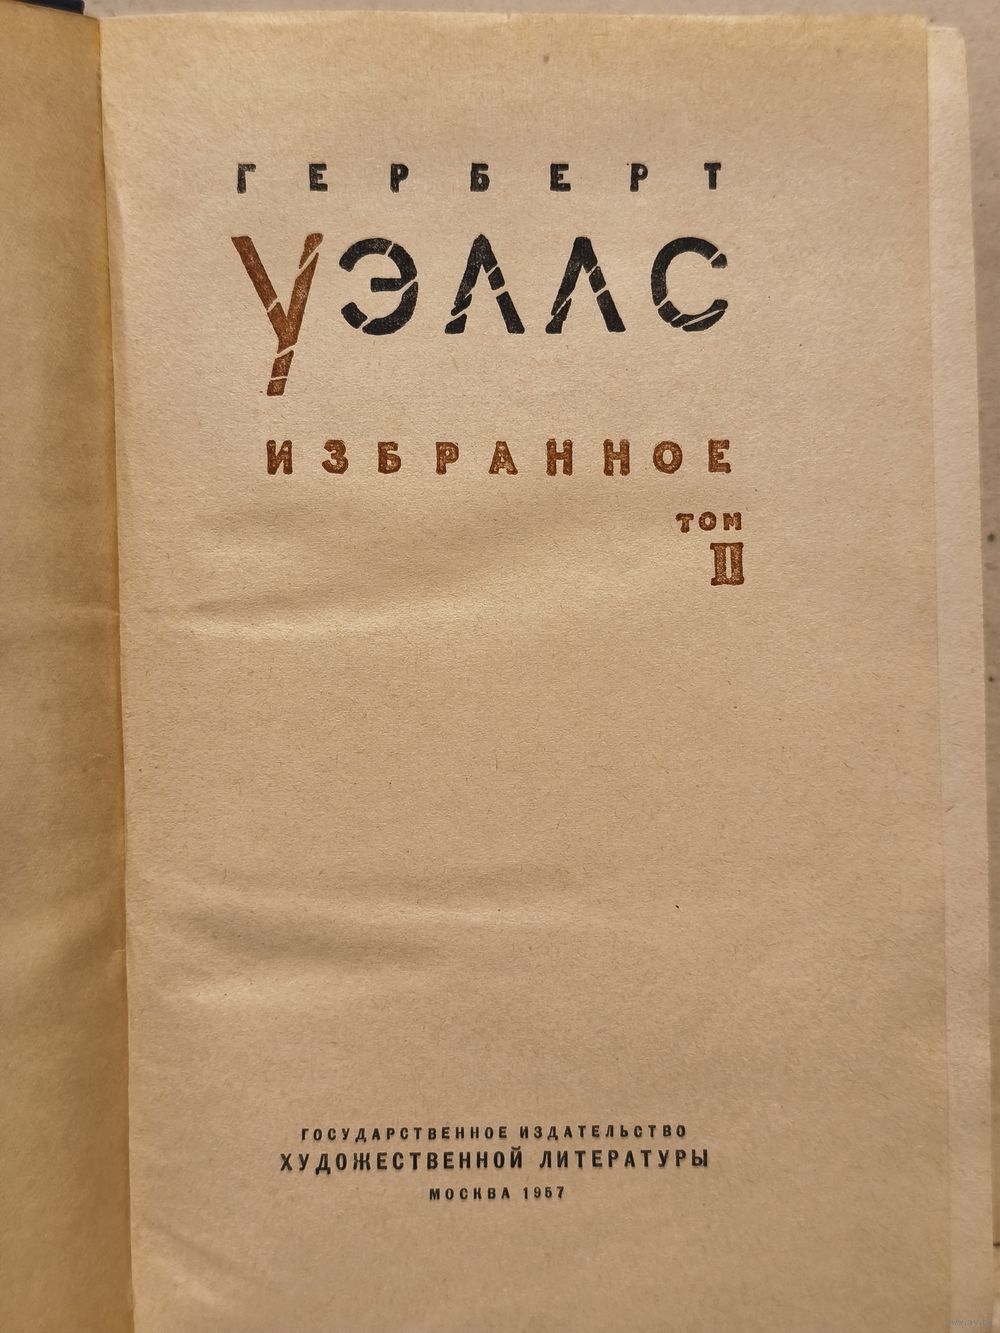 ГЕРБЕРТ
УЭЛЛС
ИЗБРАННОЕ
ТОМ
II
ГОСУДАРСТВЕННОЕ ИЗДАТЕЛЬСТВО
ХУДОЖЕСТВЕННОЙ ЛИТЕРАТУРЫ
МОСКВА 1957